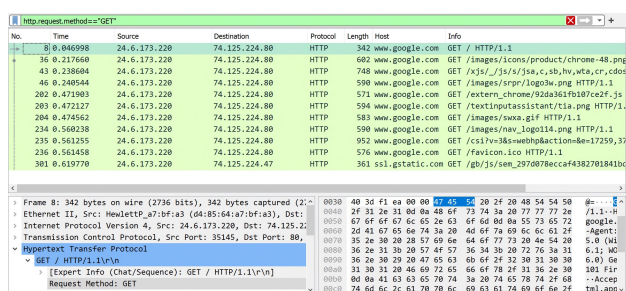 http.request.method=="GET"
No. Time Source Destination Protocol Length Host Info
8 0.046998 24.6.173.220 74.125.224.80 HTTP 342 www.google.com GET / HTTP/1.1
36 0.217660 24.6.173.220 74.125.224.80 HTTP 602 www.google.com GET /images/icons/product/chrome-48.png
43 0.238604 24.6.173.220 74.125.224.80 HTTP 748 www.google.com GET /xjs/_/js/s/jsa,c,sb,hv,wta,cr,cdos
46 0.240544 24.6.173.220 74.125.224.80 HTTP 590 www.google.com GET /images/srpr/logo3w.png HTTP/1.1
202 0.471903 24.6.173.220 74.125.224.80 HTTP 571 www.google.com GET /extern_chrome/92da361fb107ce2f.js
203 0.472127 24.6.173.220 74.125.224.80 HTTP 594 www.google.com GET /textinputassistant/tia.png HTTP/1.
204 0.474562 24.6.173.220 74.125.224.80 HTTP 583 www.google.com GET /images/swxa.gif HTTP/1.1
234 0.560238 24.6.173.220 74.125.224.80 HTTP 590 www.google.com GET /images/nav_logo114.png HTTP/1.1
235 0.561255 24.6.173.220 74.125.224.80 HTTP 952 www.google.com GET /csi?v=3&s=webhp&action=&e=17259,37
236 0.561458 24.6.173.220 74.125.224.80 HTTP 576 www.google.com GET /favicon.ico HTTP/1.1
301 0.619770 24.6.173.220 74.125.224.47 HTTP 361 ssl.gstatic.com GET /gb/js/sem_297d078eccaf4382701841bc
Frame 8: 342 bytes on wire (2736 bits), 342 bytes captured (27
Ethernet II, Src: HewlettP_a7:bf:a3 (d4:85:64:a7:bf:a3), Dst:
Internet Protocol Version 4, Src: 24.6.173.220, Dst: 74.125.22
Transmission Control Protocol, Src Port: 35145, Dst Port: 80,
Hypertext Transfer Protocol
GET / HTTP/1.1\r\n
[Expert Info (Chat/Sequence): GET / HTTP/1.1\r\n]
Request Method: GET
0030 40 3d f1 ea 00 00 47 45 54 20 2f 20 48 54 54 50 @=····G
0040 2f 31 2e 31 0d 0a 48 6f 73 74 3a 20 77 77 77 2e /1.1··H
0050 67 6f 6f 67 6c 65 2e 63 6f 6d 0d 0a 55 73 65 72 google.
0060 2d 41 67 65 6e 74 3a 20 4d 6f 7a 69 6c 6c 61 2f -Agent:
0070 35 2e 30 20 28 57 69 6e 64 6f 77 73 20 4e 54 20 5.0 (Wi
0080 36 2e 31 3b 20 57 4f 57 36 34 3b 20 72 76 3a 31 6.1; WO
0090 36 2e 30 29 20 47 65 63 6b 6f 2f 32 30 31 30 30 6.0) Ge
00a0 31 30 31 20 46 69 72 65 66 6f 78 2f 31 36 2e 30 101 Fir
00b0 0d 0a 41 63 63 65 70 74 3a 20 74 65 78 74 2f 68 ··Accep
00c0 74 6d 6c 2c 61 70 70 6c 69 63 61 74 69 6f 6e 2f tml,app